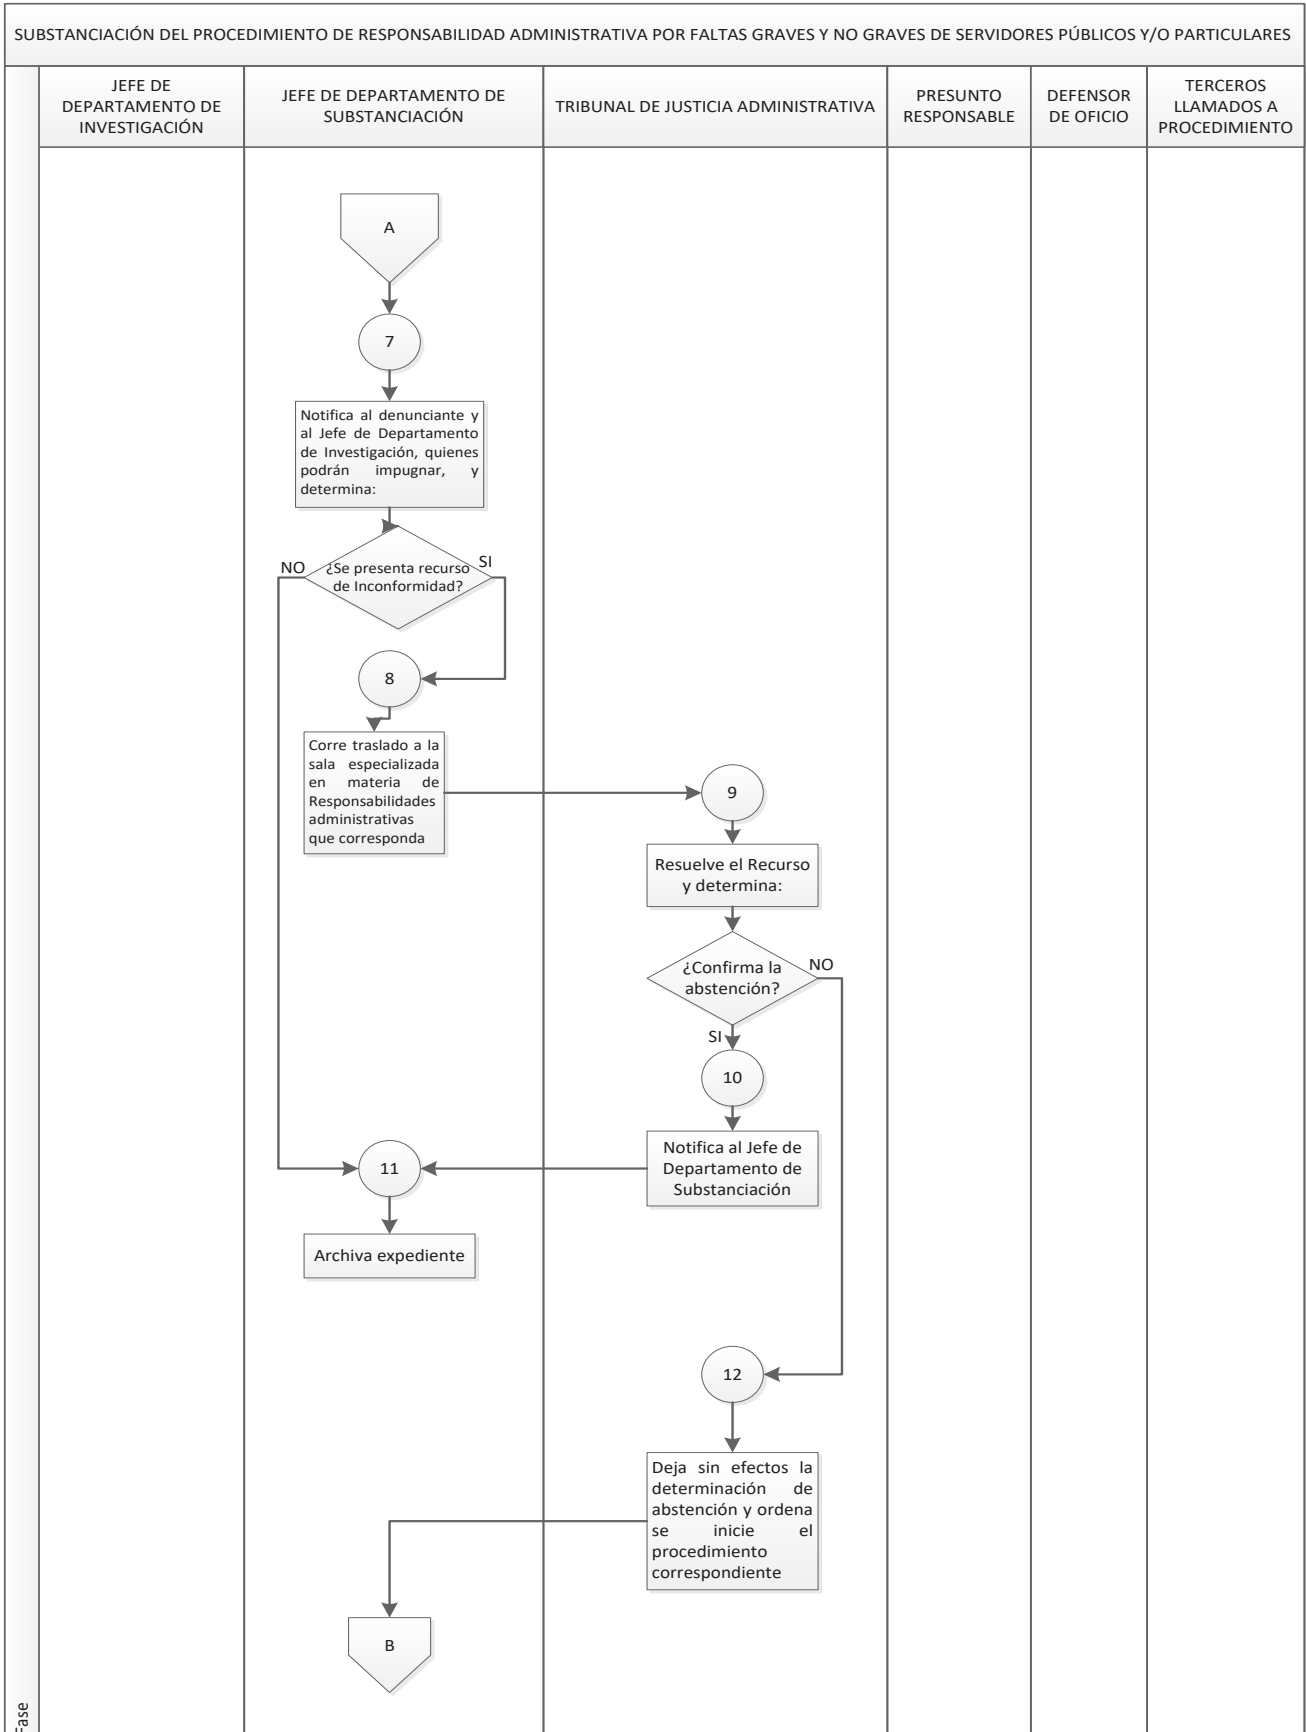 SUBSTANCIACIÓN DEL PROCEDIMIENTO DE RESPONSABILIDAD ADMINISTRATIVA POR FALTAS GRAVES Y NO GRAVES DE SERVIDORES PÚBLICOS Y/O PARTICULARES
JEFE DE
DEPARTAMENTO DE
INVESTIGACIÓN
JEFE DE DEPARTAMENTO DE
SUBSTANCIACIÓN
TRIBUNAL DE JUSTICIA ADMINISTRATIVA
PRESUNTO
RESPONSABLE
DEFENSOR
DE OFICIO
TERCEROS
LLAMADOS A
PROCEDIMIENTO
A
7
Notifica al denunciante y
al Jefe de Departamento
de Investigación, quienes
podrán impugnar, y
determina:
¿Se presenta recurso
de Inconformidad?
NO
SI
8
Corre traslado a la
sala especializada
en materia de
Responsabilidades
administrativas
que corresponda
9
Resuelve el Recurso
y determina:
¿Confirma la
abstención?
NO
SI
10
Notifica al Jefe de
Departamento de
Substanciación
11
Archiva expediente
12
Deja sin efectos la
determinación de
abstención y ordena
se inicie el
procedimiento
correspondiente
B
Fase